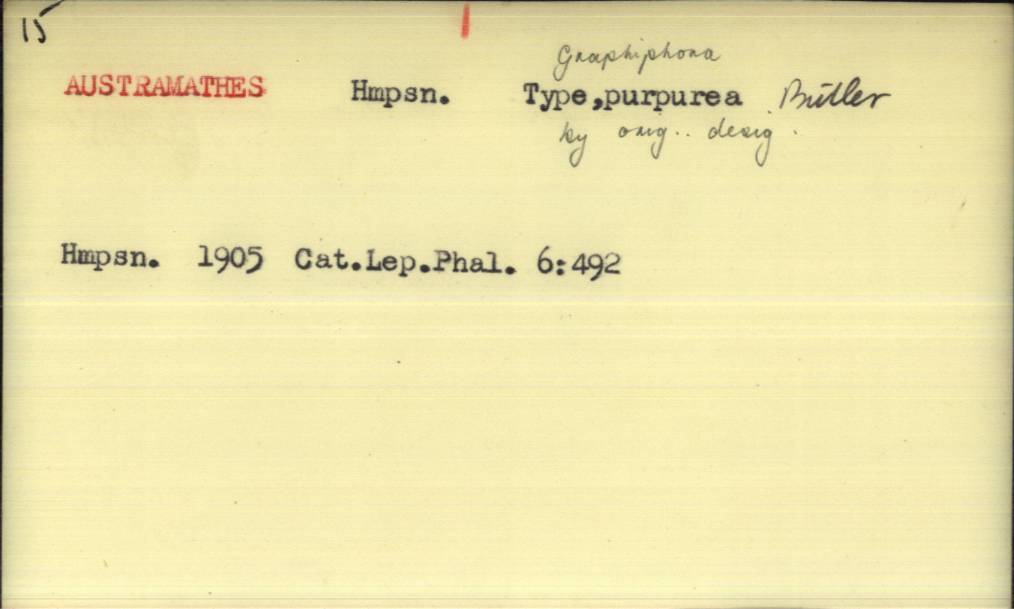 15
Graphiphora
AUSTRAMATHES Hmpsn. Type,purpurea Butler
by orig.. desig.
Hmpsn. 1905 Cat.Lep.Phal. 6:492